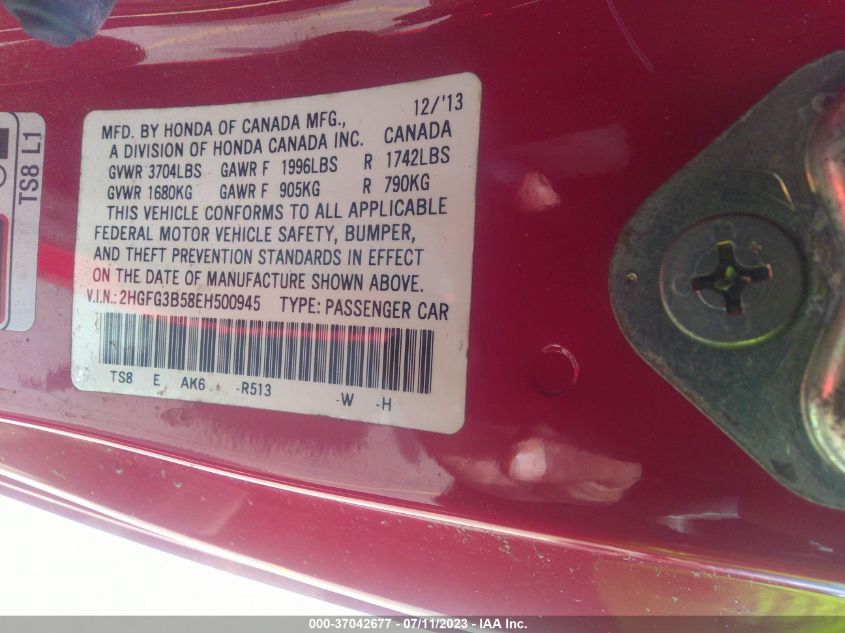 12/'13
MFD. BY HONDA OF CANADA MFG.,
A DIVISION OF HONDA CANADA INC. CANADA
GVWR 3704LBS GAWR F 1996LBS R 1742LBS
GVWR 1680KG GAWR F 905KG R 790KG
THIS VEHICLE CONFORMS TO ALL APPLICABLE
FEDERAL MOTOR VEHICLE SAFETY, BUMPER,
AND THEFT PREVENTION STANDARDS IN EFFECT
ON THE DATE OF MANUFACTURE SHOWN ABOVE.
V.I.N.: 2HGFG3B58EH500945 TYPE: PASSENGER CAR
TS8 E AK6 -R513 -W -H
TS8 L1
000-37042677 - 07/11/2023 - IAA Inc.